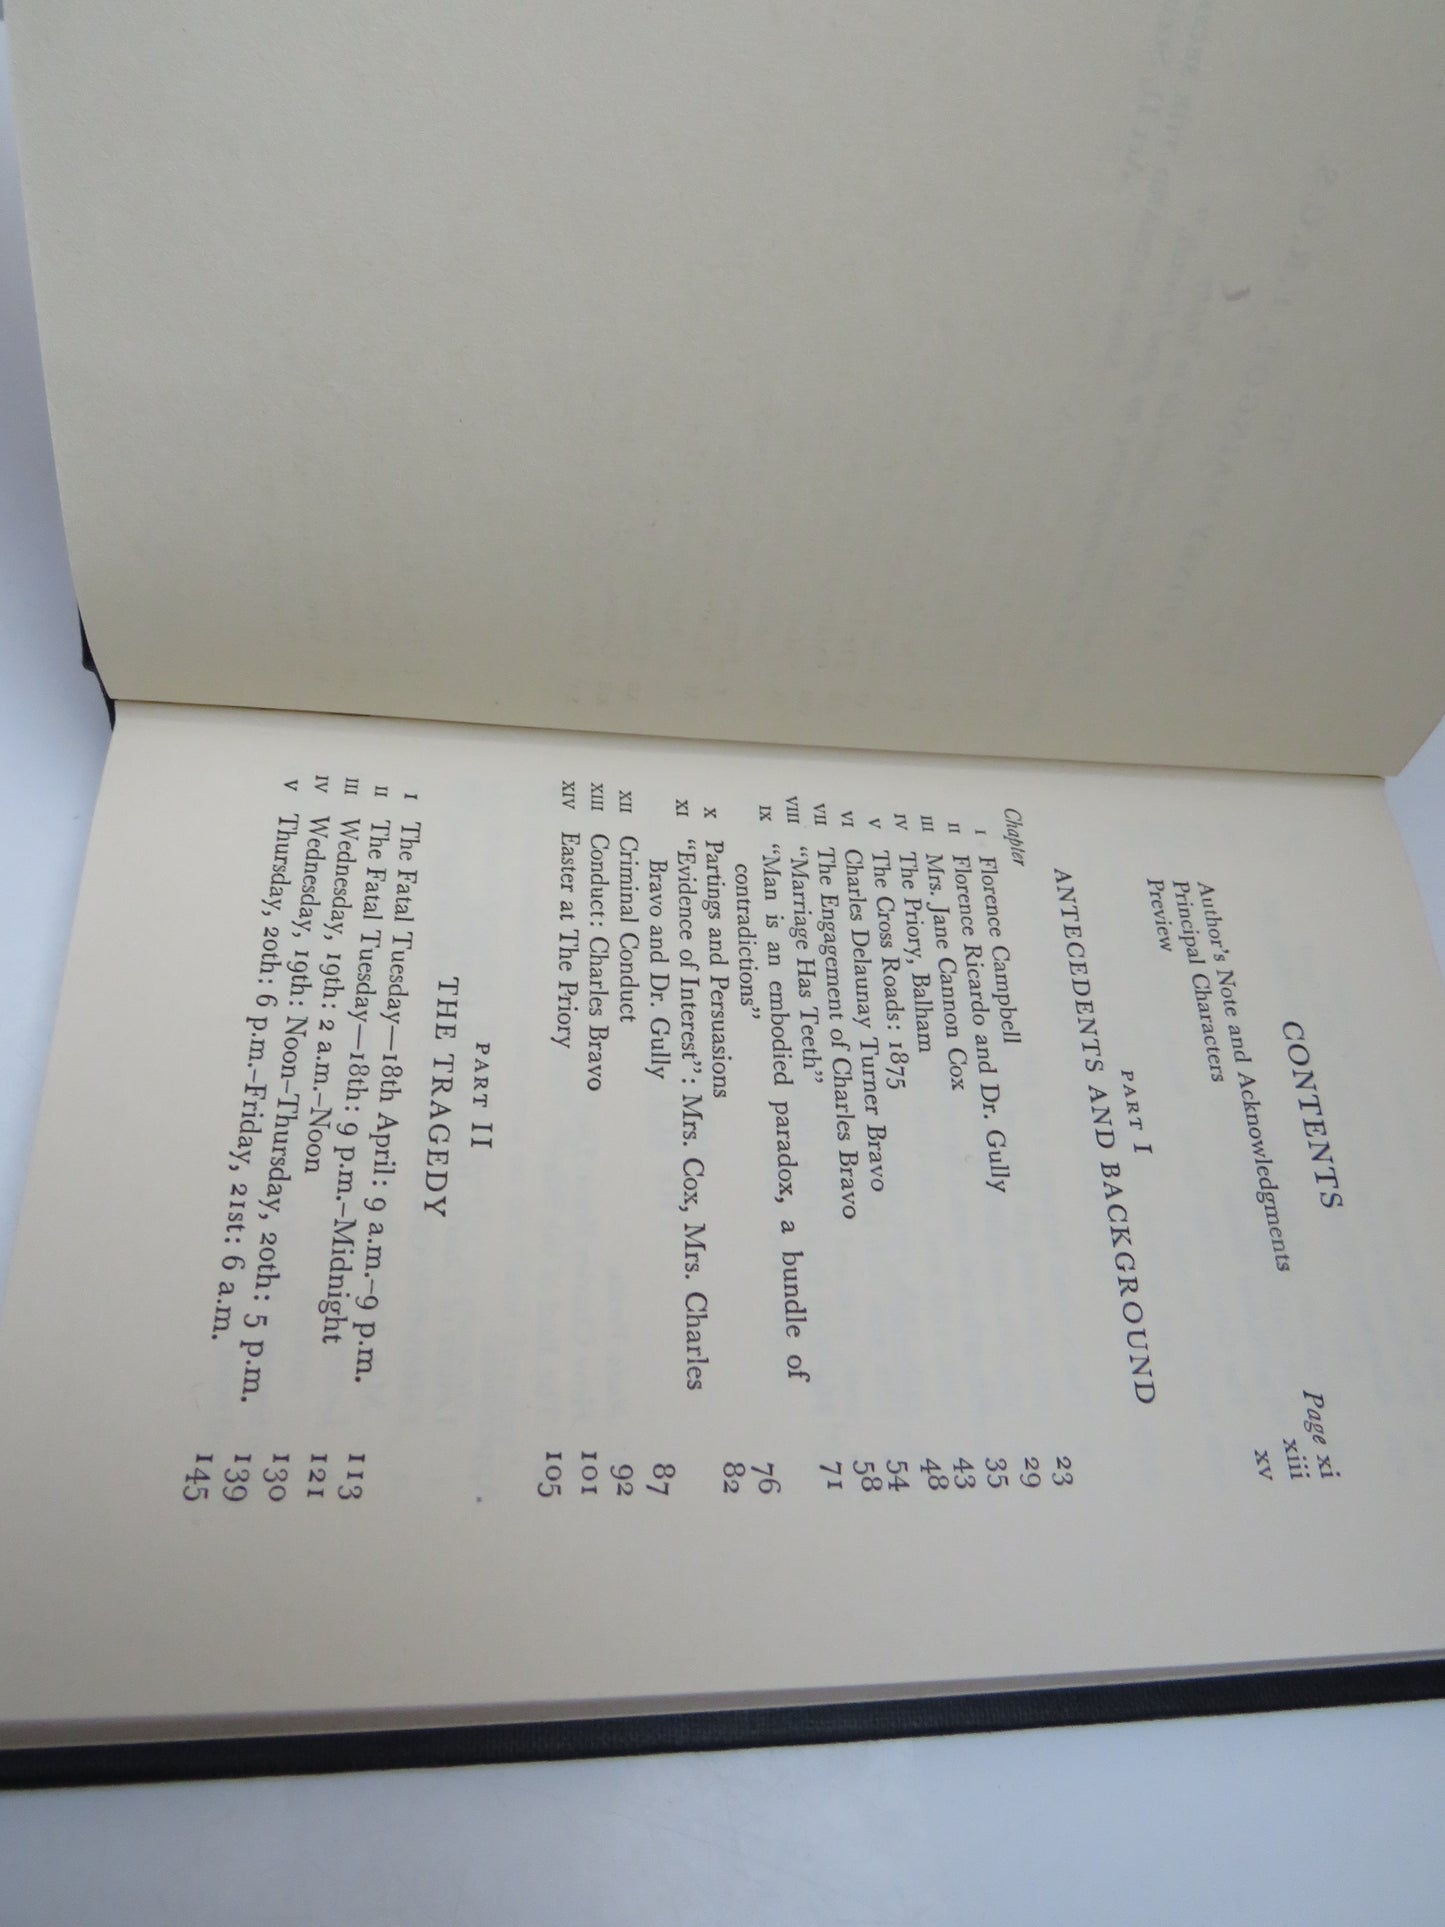 CONTENTS
Author's Note and Acknowledgments Page xi
Principal Characters xiii
Preview xv
PART I
ANTECEDENTS AND BACKGROUND
Chapter
I Florence Campbell 23
II Florence Ricardo and Dr. Gully 29
III Mrs. Jane Cannon Cox 35
IV The Priory, Balham 43
V The Cross Roads: 1875 48
VI Charles Delaunay Turner Bravo 54
VII The Engagement of Charles Bravo 58
VIII "Marriage Has Teeth" 71
IX "Man is an embodied paradox, a bundle of
contradictions" 76
X Partings and Persuasions 82
XI "Evidence of Interest": Mrs. Cox, Mrs. Charles
Bravo and Dr. Gully 87
XII Criminal Conduct 92
XIII Conduct: Charles Bravo 101
XIV Easter at The Priory 105
PART II
THE TRAGEDY
I The Fatal Tuesday—18th April: 9 a.m.–9 p.m. 113
II The Fatal Tuesday—18th: 9 p.m.–Midnight 121
III Wednesday, 19th: 2 a.m.–Noon 130
IV Wednesday, 19th: Noon–Thursday, 20th: 5 p.m. 139
V Thursday, 20th: 6 p.m.–Friday, 21st: 6 a.m. 145